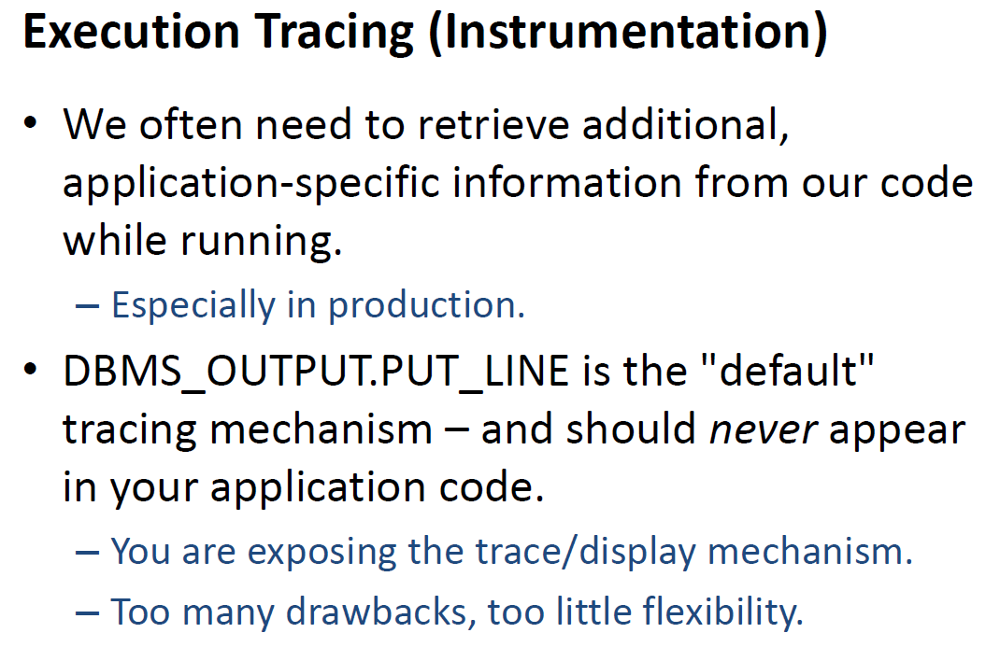 Execution Tracing (Instrumentation)
• We often need to retrieve additional,
application-specific information from our code
while running.
– Especially in production.
• DBMS_OUTPUT.PUT_LINE is the "default"
tracing mechanism – and should never appear
in your application code.
– You are exposing the trace/display mechanism.
– Too many drawbacks, too little flexibility.